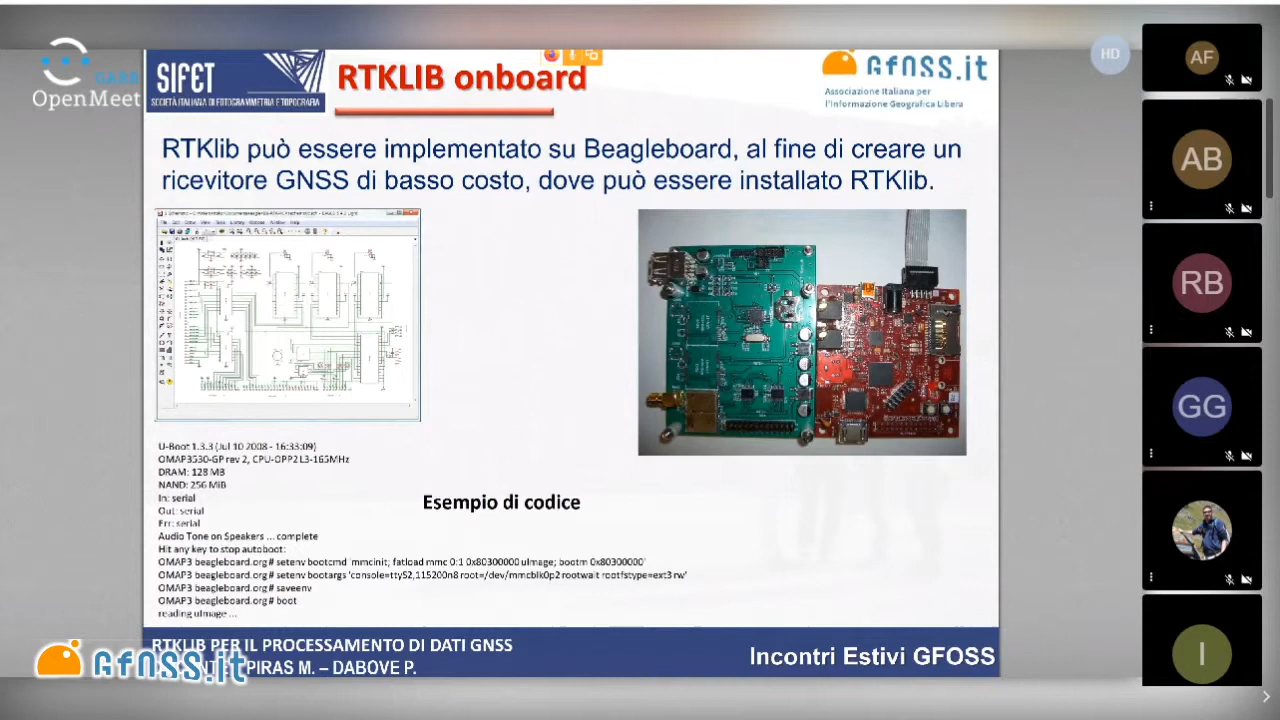 HD
GARR
OpenMeet
SIFET
SOCIETÀ ITALIANA DI FOTOGRAMMETRIA E TOPOGRAFIA
RTKLIB onboard
GFOSS.it
Associazione Italiana per
l'Informazione Geografica Libera
RTKlib può essere implementato su Beagleboard, al fine di creare un
ricevitore GNSS di basso costo, dove può essere installato RTKlib.
U-Boot 1.3.3 (Jul 10 2008 - 16:33:09)
OMAP3530-GP rev 2, CPU-OPP2 L3-165MHz
DRAM: 128 MB
NAND: 256 MiB
In: serial
Out: serial
Err: serial
Audio Tone on Speakers ... complete
Hit any key to stop autoboot:
OMAP3 beagleboard.org # setenv bootcmd 'mmcinit; fatload mmc 0:1 0x80300000 uImage; bootm 0x80300000'
OMAP3 beagleboard.org # setenv bootargs 'console=ttyS2,115200n8 root=/dev/mmcblk0p2 rootwait rootfstype=ext3 rw'
OMAP3 beagleboard.org # saveenv
OMAP3 beagleboard.org # boot
reading uImage ...
Esempio di codice
RTKLIB PER IL PROCESSAMENTO DI DATI GNSS
PIRAS M. – DABOVE P.
GFOSS.it
Incontri Estivi GFOSS
AF
AB
RB
GG
I